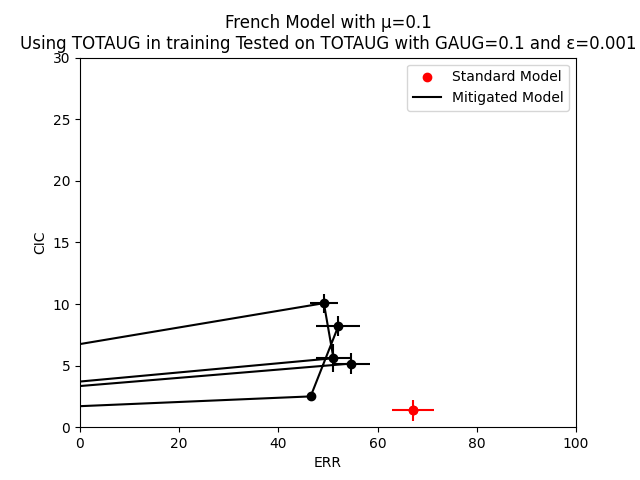 French Model with μ=0.1
Using TOTAUG in training Tested on TOTAUG with GAUG=0.1 and ε=0.001
Standard Model
Mitigated Model
30
25
20
15
10
5
0
CIC
0 20 40 60 80 100
ERR